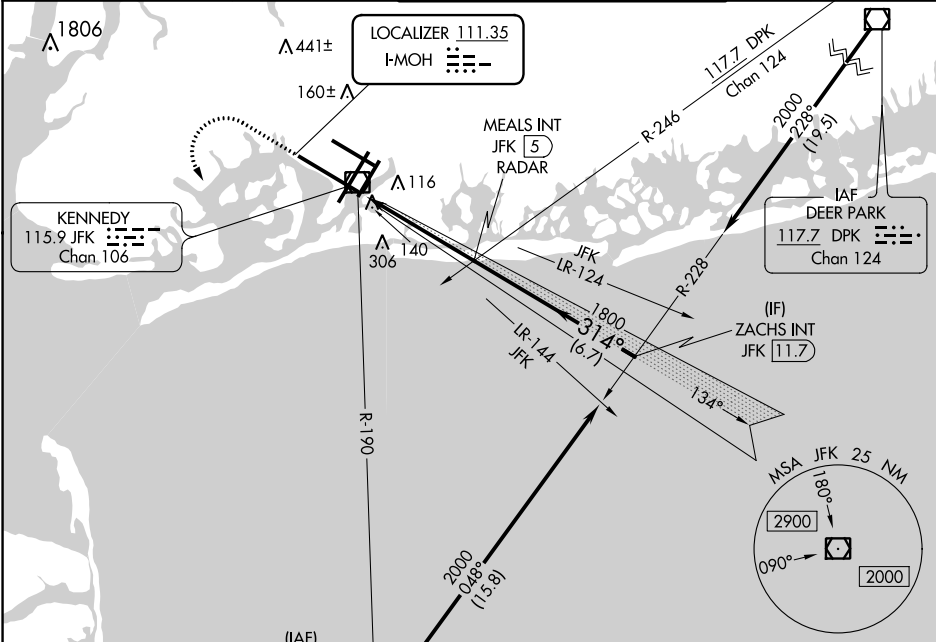 1806
441±
160±
LOCALIZER 111.35
I-MOH
117.7 DPK
Chan 124
R-246
2000
228°
(19.5)
MEALS INT
JFK 5
RADAR
116
KENNEDY
115.9 JFK
Chan 106
306
140
JFK
LR-124
R-228
IAF
DEER PARK
117.7 DPK
Chan 124
1800
314°
(6.7)
(IF)
ZACHS INT
JFK 11.7
LR-144
JFK
134°
R-190
MSA JFK 25 NM
180°
2900
090°
2000
2000
048°
(15.8)
(IAF)